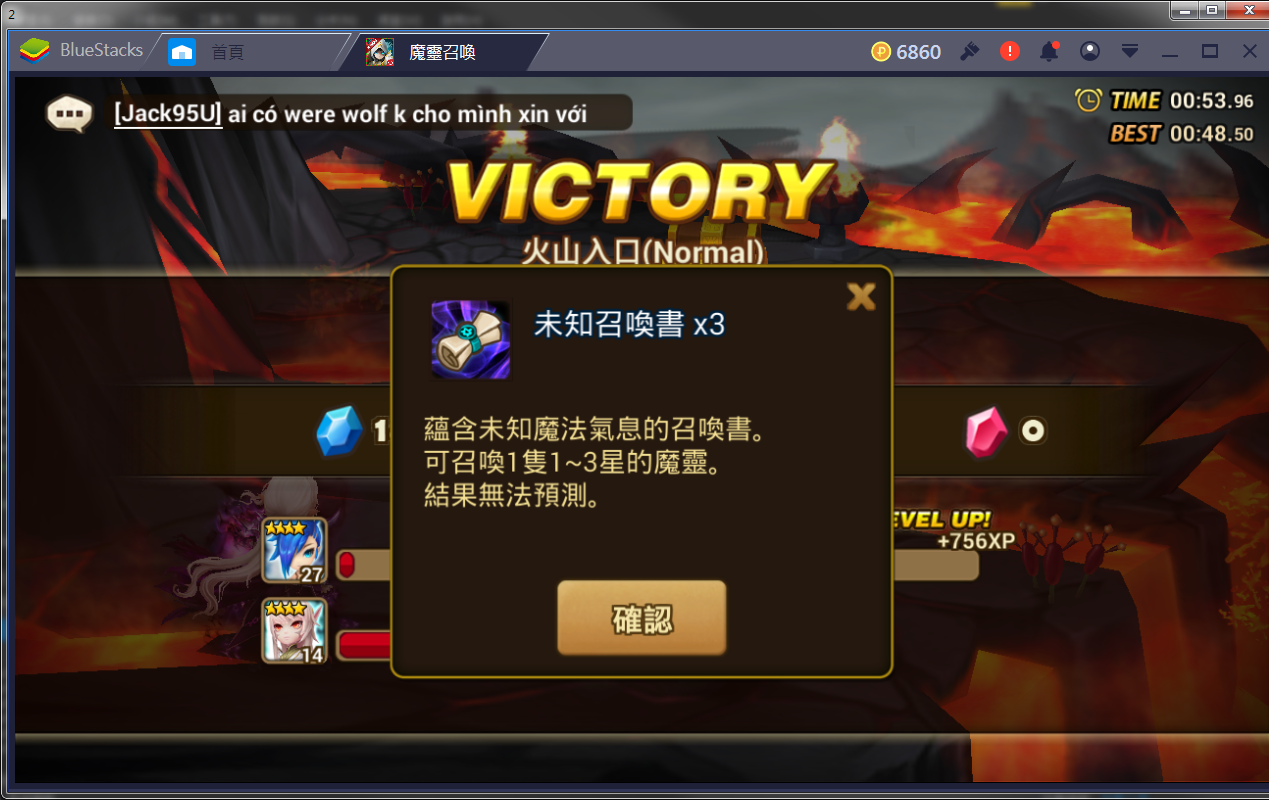 2
BlueStacks
首頁
魔靈召喚
6860
[Jack95U] ai có were wolf k cho mình xin với
TIME 00:53.96
BEST 00:48.50
VICTORY
火山入口(Normal)
未知召喚書 x3
蘊含未知魔法氣息的召喚書。
可召喚1隻1~3星的魔靈。
結果無法預測。
1
0
EVEL UP!
+756XP
27
14
確認